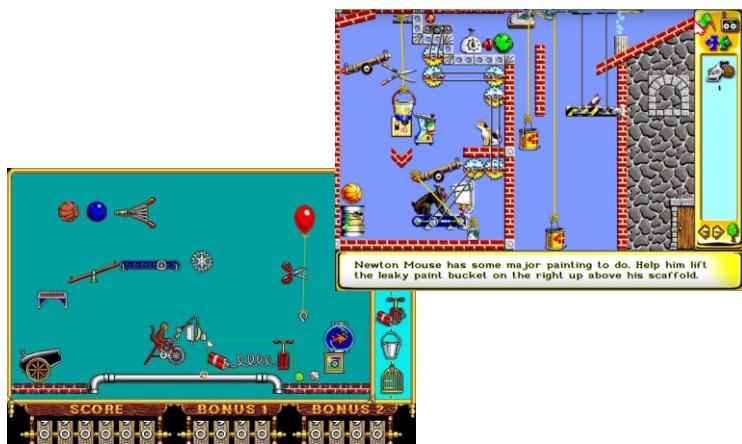 1
Newton Mouse has some major painting to do. Help him lift
the leaky paint bucket on the right up above his scaffold.
SCORE BONUS 1 BONUS 2